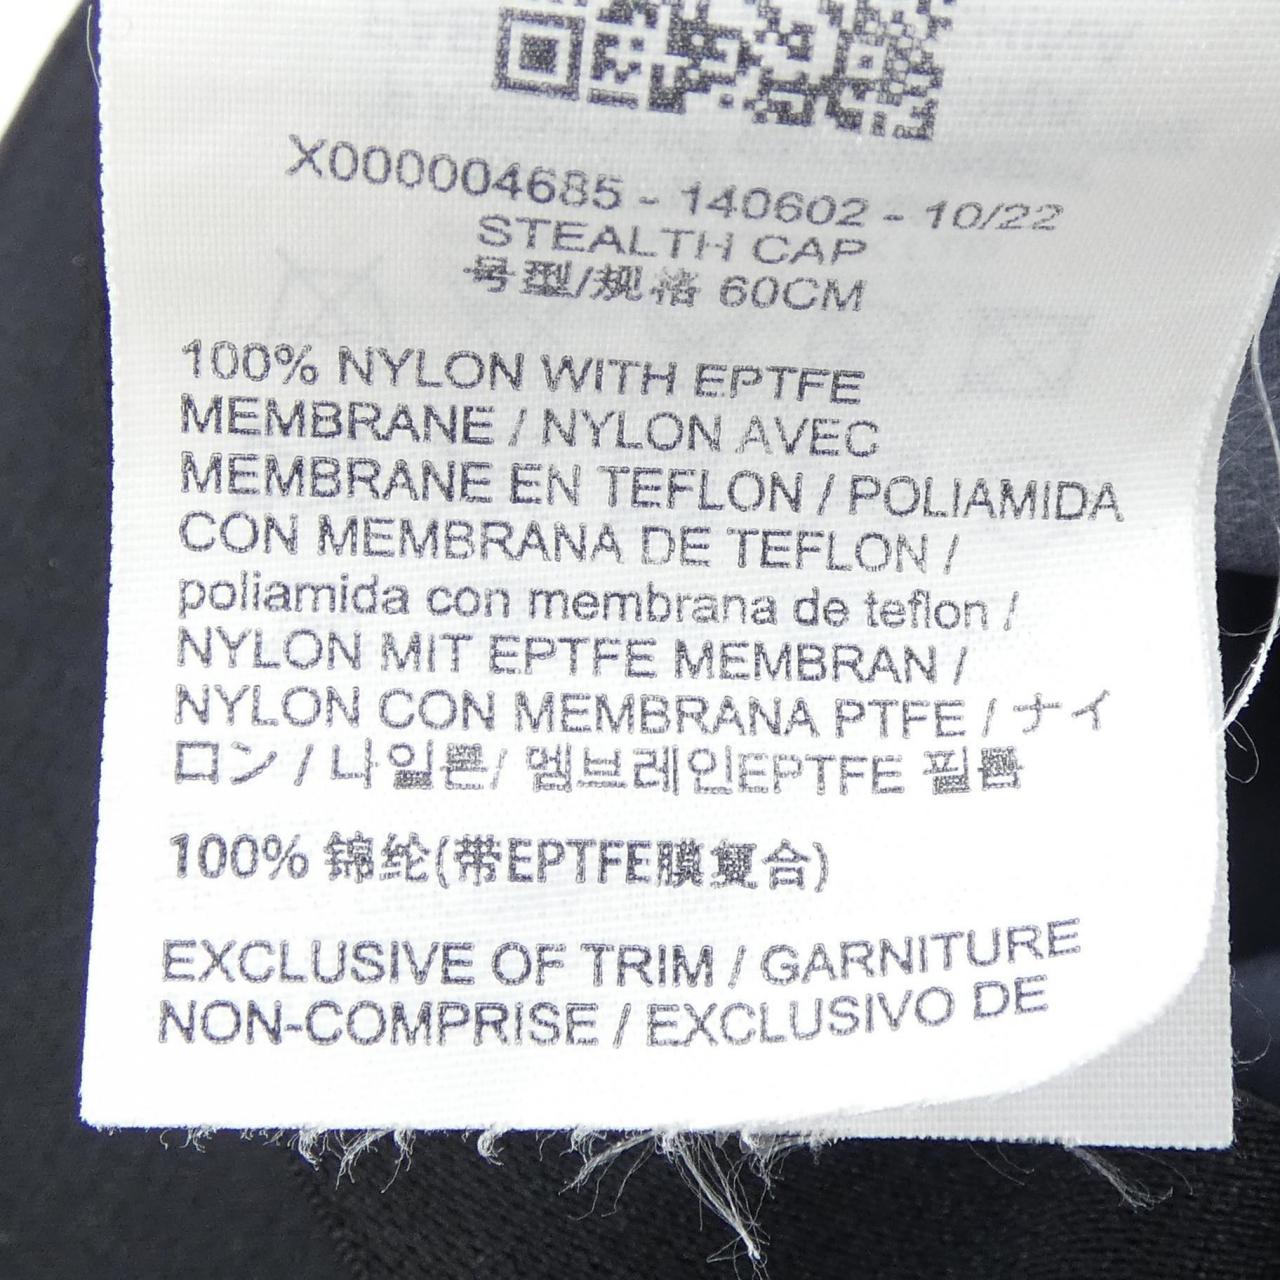 X000004685 - 140602 - 10/22
STEALTH CAP
号型/规格 60CM
100% NYLON WITH EPTFE
MEMBRANE / NYLON AVEC
MEMBRANE EN TEFLON / POLIAMIDA
CON MEMBRANA DE TEFLON /
poliamida con membrana de teflon /
NYLON MIT EPTFE MEMBRAN /
NYLON CON MEMBRANA PTFE / ナイ
ロン / 나일론/ 멤브레인EPTFE 필름
100% 锦纶(带EPTFE膜复合)
EXCLUSIVE OF TRIM / GARNITURE
NON-COMPRISE / EXCLUSIVO DE